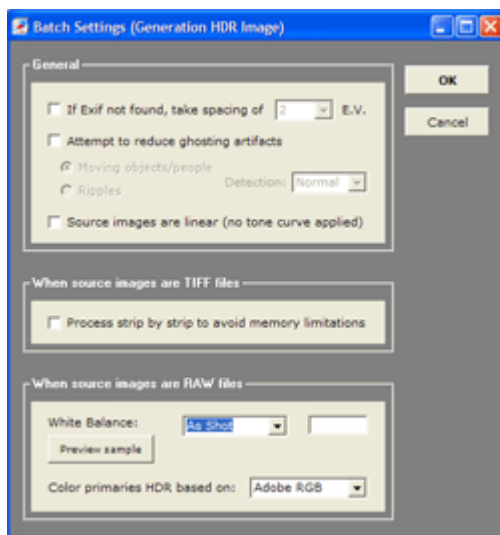 Batch Settings (Generation HDR Image)
General
OK
If Exif not found, take spacing of 2 E.V.
Cancel
Attempt to reduce ghosting artifacts
Moving objects/people
Detection: Normal
Ripples
Source images are linear (no tone curve applied)
When source images are TIFF files
Process strip by strip to avoid memory limitations
When source images are RAW files
White Balance: As Shot
Preview sample
Color primaries HDR based on: Adobe RGB